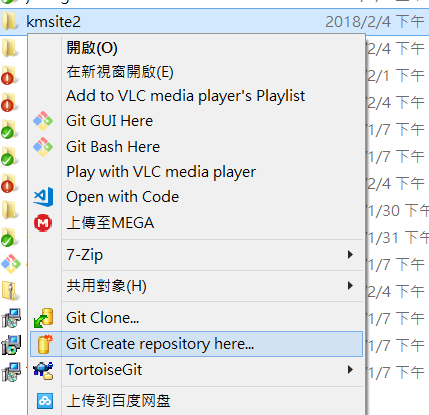 kmsite2 2018/2/4 下午
開啟(O) /2/4 下午
在新視窗開啟(E) /2/1 下午
Add to VLC media player's Playlist /2/4 下午
Git GUI Here /1/7 下午
Git Bash Here /1/7 下午
Play with VLC media player /2/4 下午
Open with Code /1/30 下午
上傳至MEGA /1/31 下午
7-Zip /1/7 下午
共用對象(H) /2/4 下午
Git Clone... /1/7 下午
Git Create repository here... /1/7 下午
TortoiseGit /1/7 下午
上传到百度网盘